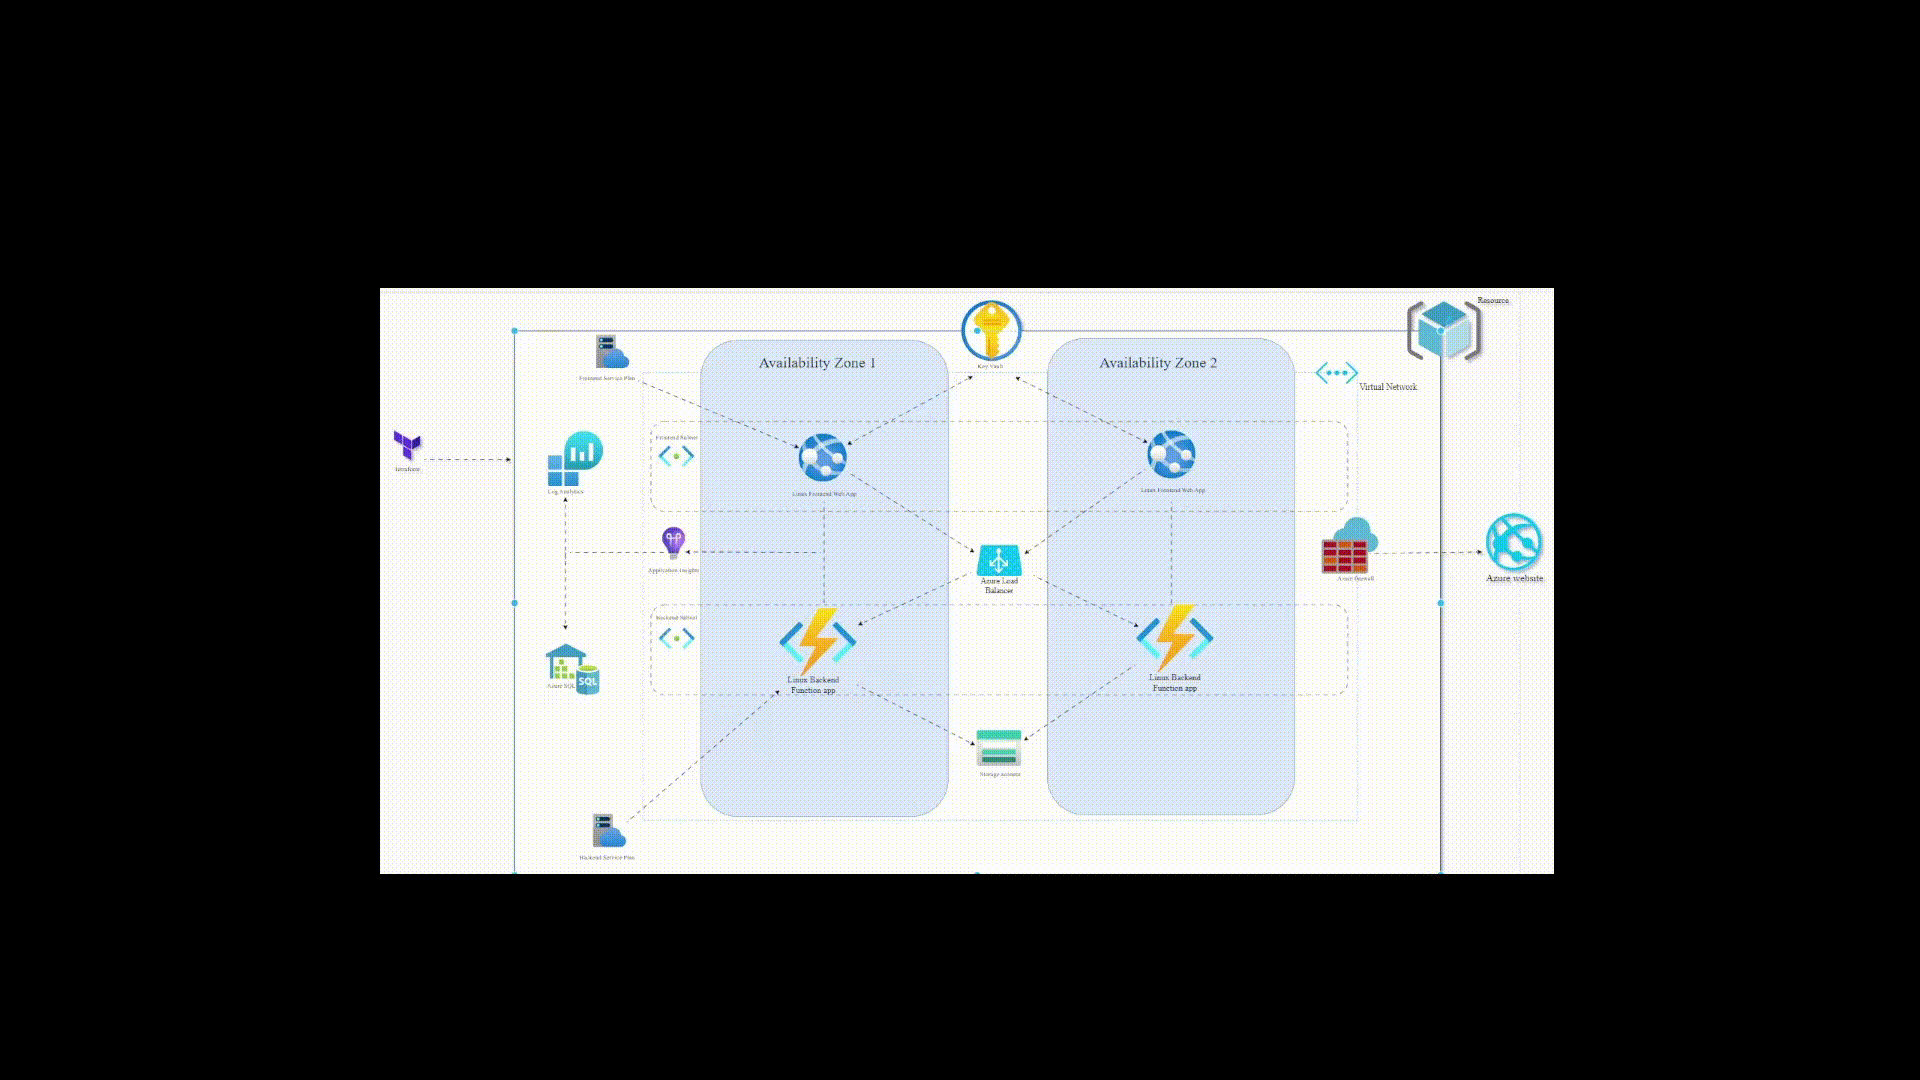 Resource
Frontend Service Plan
Availability Zone 1
Key Vault
Availability Zone 2
Virtual Network
Terraform
Log Analytics
Frontend Subnet
Linux Frontend Web App
Linux Frontend Web App
Application Insights
Azure Load
Balancer
Azure firewall
Azure website
Backend Subnet
Azure SQL
SQL
Linux Backend
Function app
Linux Backend
Function app
Storage account
Backend Service Plan